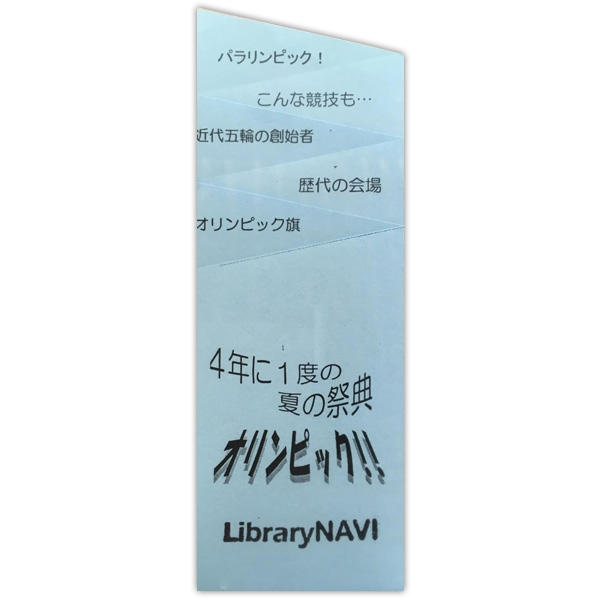 パラリンピック！
こんな競技も…
近代五輪の創始者
歴代の会場
オリンピック旗
4年に1度の
夏の祭典
オリンピック!!
LibraryNAVI